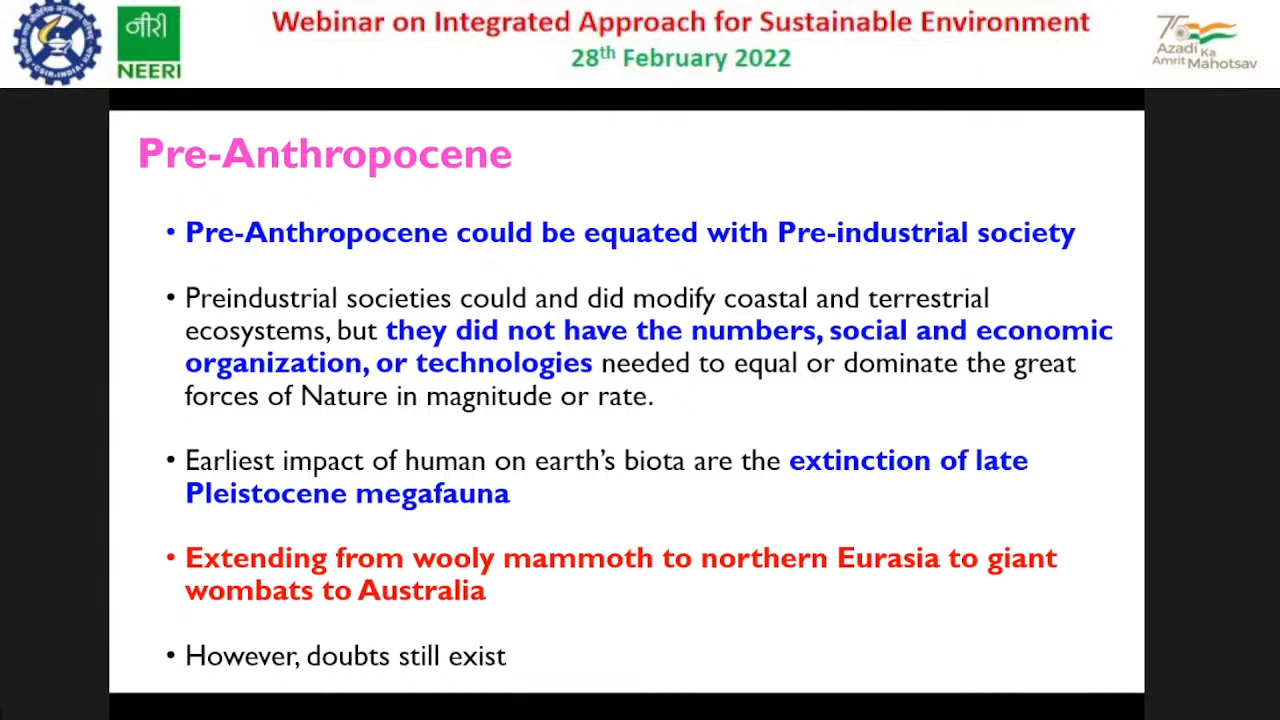 Webinar on Integrated Approach for Sustainable Environment
28th February 2022
CSIR-INDIA
नीरी
NEERI
75
Azadi Ka
Amrit Mahotsav
Pre-Anthropocene
• Pre-Anthropocene could be equated with Pre-industrial society
• Preindustrial societies could and did modify coastal and terrestrial
ecosystems, but they did not have the numbers, social and economic
organization, or technologies needed to equal or dominate the great
forces of Nature in magnitude or rate.
• Earliest impact of human on earth's biota are the extinction of late
Pleistocene megafauna
• Extending from wooly mammoth to northern Eurasia to giant
wombats to Australia
• However, doubts still exist